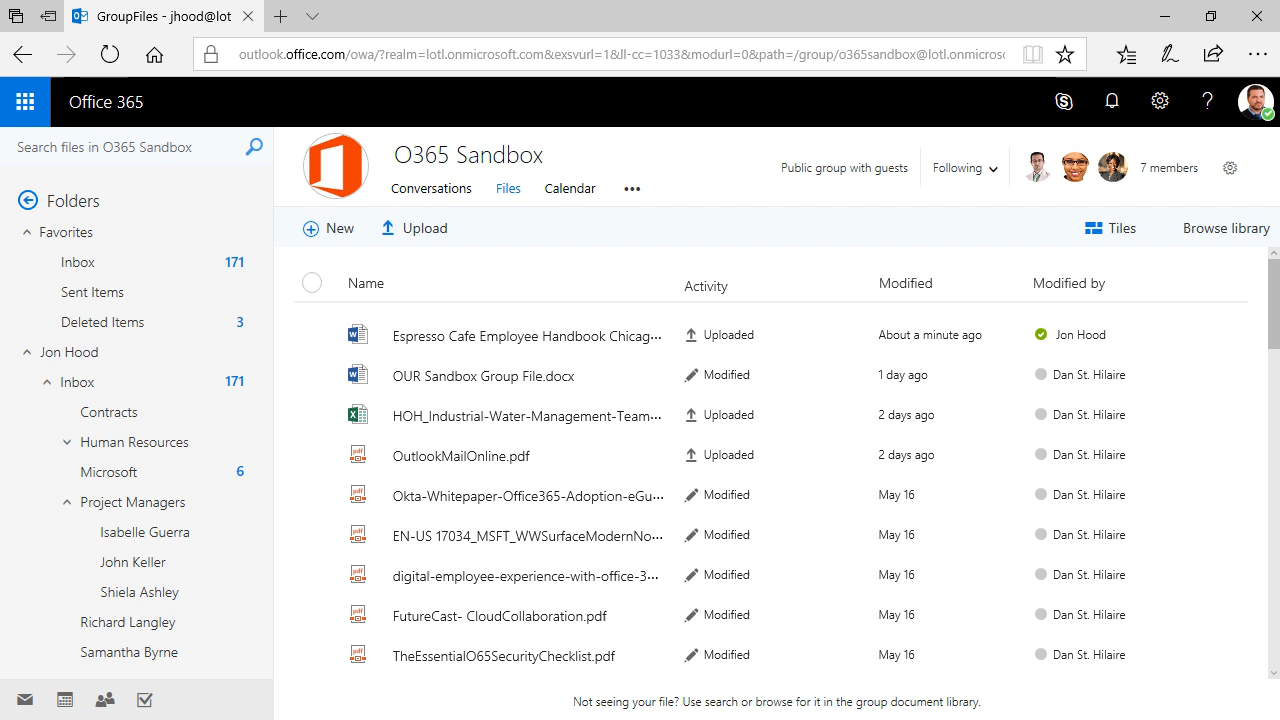 GroupFiles - jhood@lot
outlook.office.com/owa/?realm=lotl.onmicrosoft.com&exsvurl=1&ll-cc=1033&modurl=0&path=/group/o365sandbox@lotl.onmicrosc
Office 365
Search files in O365 Sandbox
Folders
Favorites
Inbox 171
Sent Items
Deleted Items 3
Jon Hood
Inbox 171
Contracts
Human Resources
Microsoft 6
Project Managers
Isabelle Guerra
John Keller
Shiela Ashley
Richard Langley
Samantha Byrne
O365 Sandbox
Conversations Files Calendar •••
Public group with guests Following 7 members
New Upload Tiles Browse library
Name Activity Modified Modified by
Espresso Cafe Employee Handbook Chicag... Uploaded About a minute ago Jon Hood
OUR Sandbox Group File.docx Modified 1 day ago Dan St. Hilaire
HOH_Industrial-Water-Management-Team... Uploaded 2 days ago Dan St. Hilaire
OutlookMailOnline.pdf Uploaded 2 days ago Dan St. Hilaire
Okta-Whitepaper-Office365-Adoption-eGu... Modified May 16 Dan St. Hilaire
EN-US 17034_MSFT_WWSurfaceModernNo... Modified May 16 Dan St. Hilaire
digital-employee-experience-with-office-3... Modified May 16 Dan St. Hilaire
FutureCast- CloudCollaboration.pdf Modified May 16 Dan St. Hilaire
TheEssentialO65SecurityChecklist.pdf Modified May 16 Dan St. Hilaire
Not seeing your file? Use search or browse for it in the group document library.